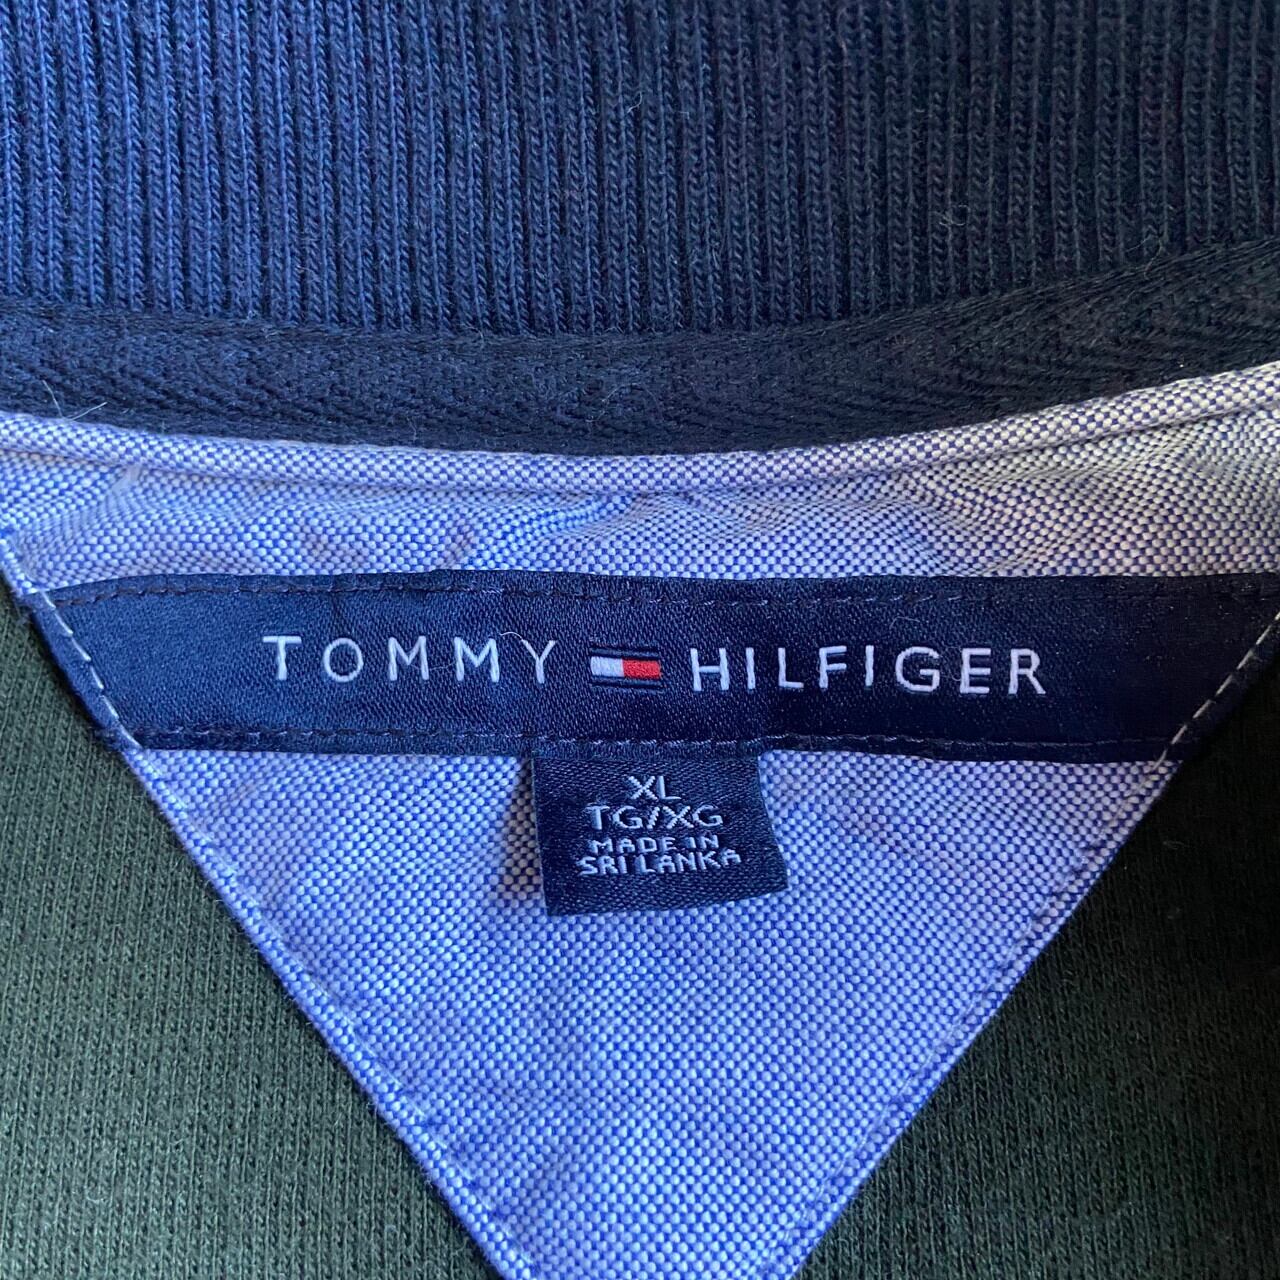 TOMMY HILFIGER
XL
TG/XG
MADE IN
SRI LANKA